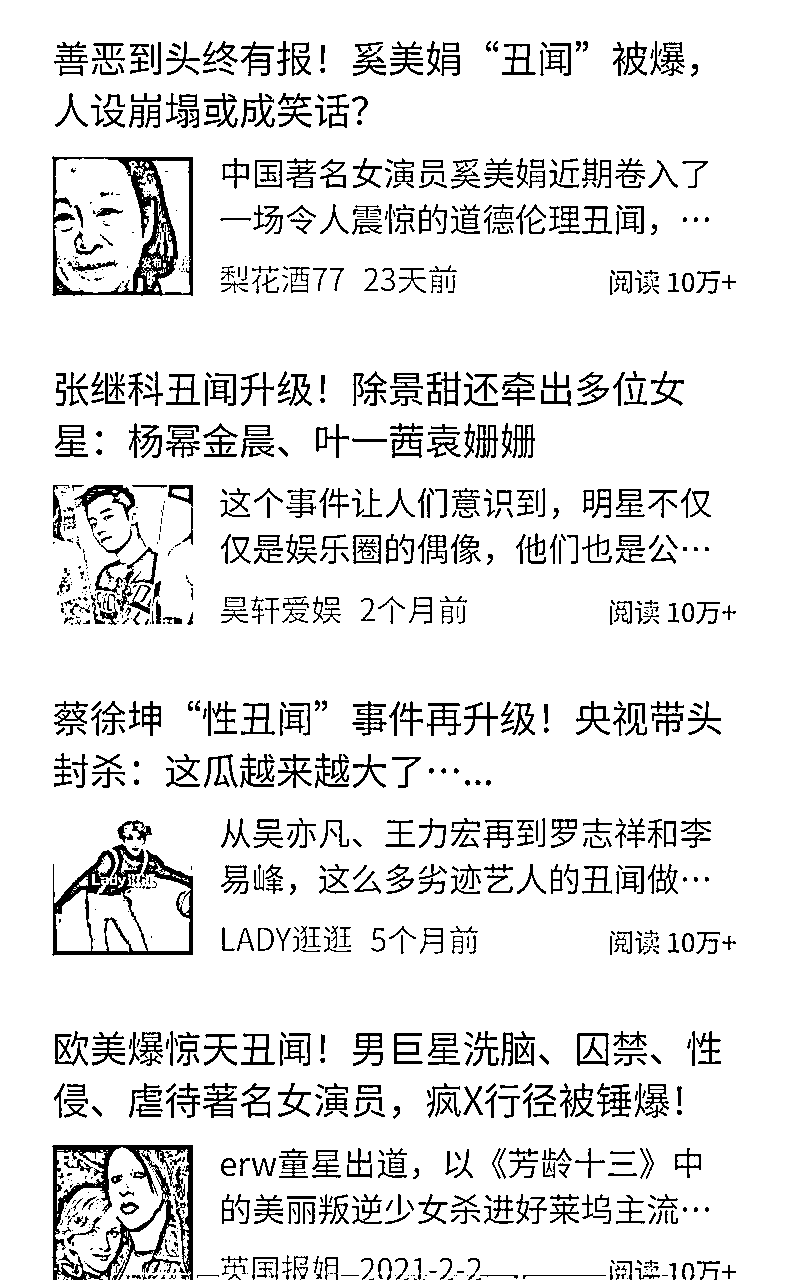 善恶到头终有报！奚美娟“丑闻”被爆，
人设崩塌或成笑话？
中国著名女演员奚美娟近期卷入了
一场令人震惊的道德伦理丑闻，…
梨花酒77 23天前 阅读 10万+
张继科丑闻升级！除景甜还牵出多位女
星：杨幂金晨、叶一茜袁姗姗
这个事件让人们意识到，明星不仅
仅是娱乐圈的偶像，他们也是公…
昊轩爱娱 2个月前 阅读 10万+
蔡徐坤“性丑闻”事件再升级！央视带头
封杀：这瓜越来越大了…...
从吴亦凡、王力宏再到罗志祥和李
易峰，这么多劣迹艺人的丑闻做…
LADY逛逛 5个月前 阅读 10万+
欧美爆惊天丑闻！男巨星洗脑、囚禁、性
侵、虐待著名女演员，疯X行径被锤爆！
erw童星出道，以《芳龄十三》中
的美丽叛逆少女杀进好莱坞主流…
英国报姐 2021-2-2 阅读 10万+